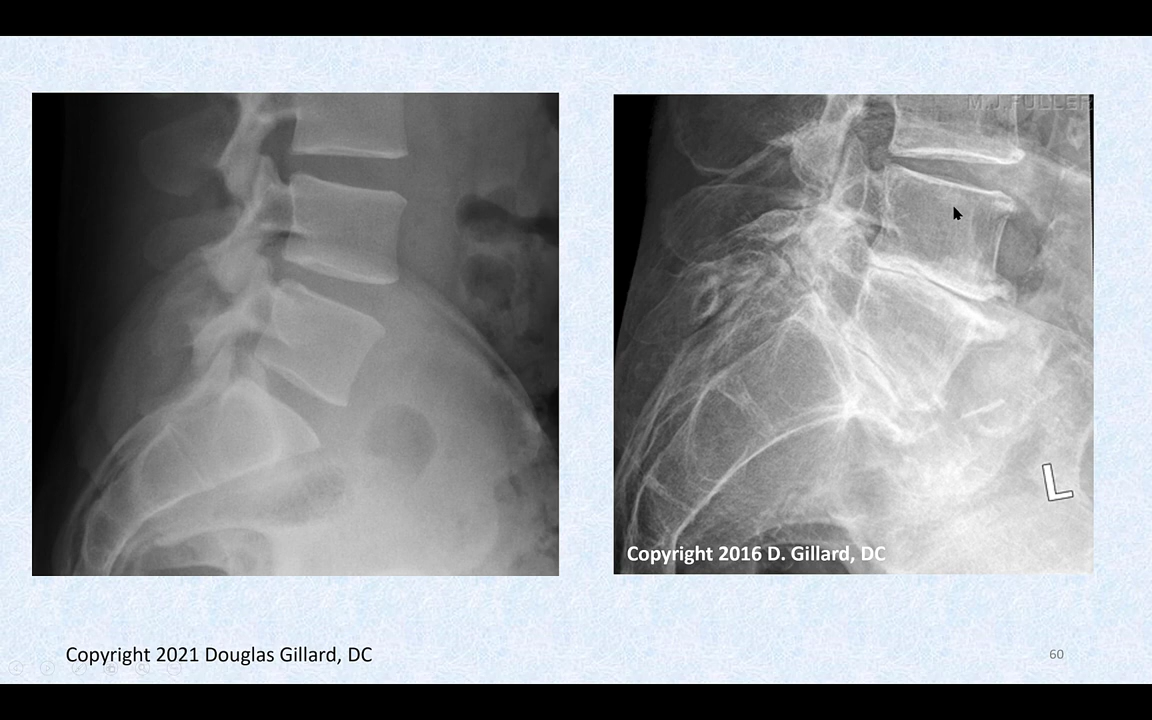 M.J.FULLER
L
Copyright 2016 D. Gillard, DC
Copyright 2021 Douglas Gillard, DC
60